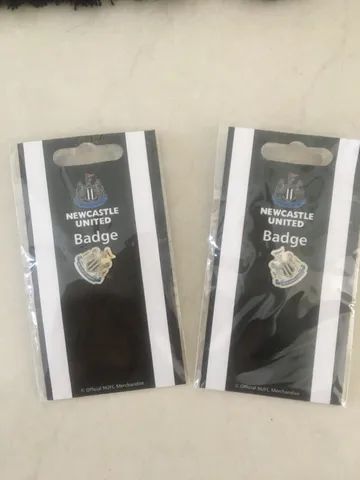 NEWCASTLE
UNITED
Badge
© Official NUFC Merchandise
NEWCASTLE
UNITED
Badge
© Official NUFC Merchandise